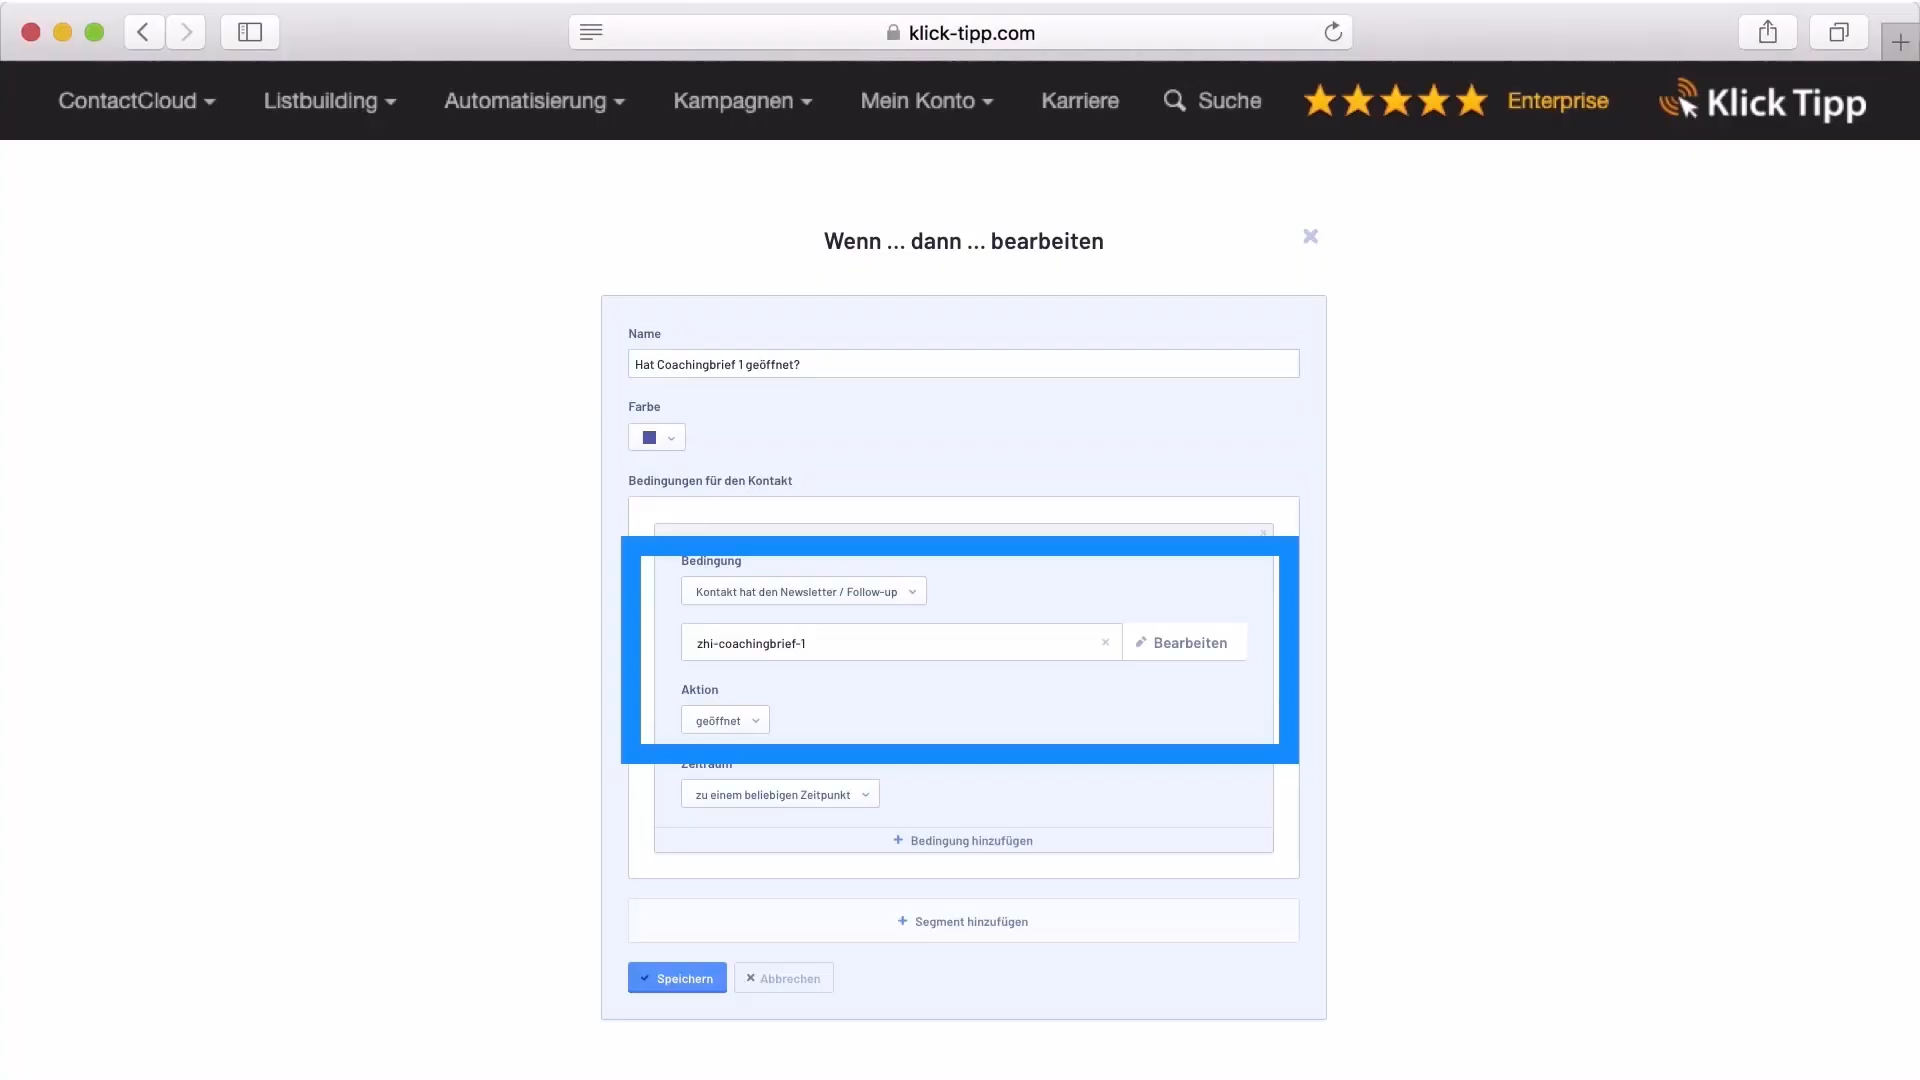 klick-tipp.com
ContactCloud Listbuilding Automatisierung Kampagnen Mein Konto Karriere Suche Enterprise Klick Tipp
Wenn ... dann ... bearbeiten
Name
Hat Coachingbrief 1 geöffnet?
Farbe
Bedingungen für den Kontakt
Bedingung
Kontakt hat den Newsletter / Follow-up
zhi-coachingbrief-1 Bearbeiten
Aktion
geöffnet
Zeitraum
zu einem beliebigen Zeitpunkt
+ Bedingung hinzufügen
+ Segment hinzufügen
Speichern Abbrechen